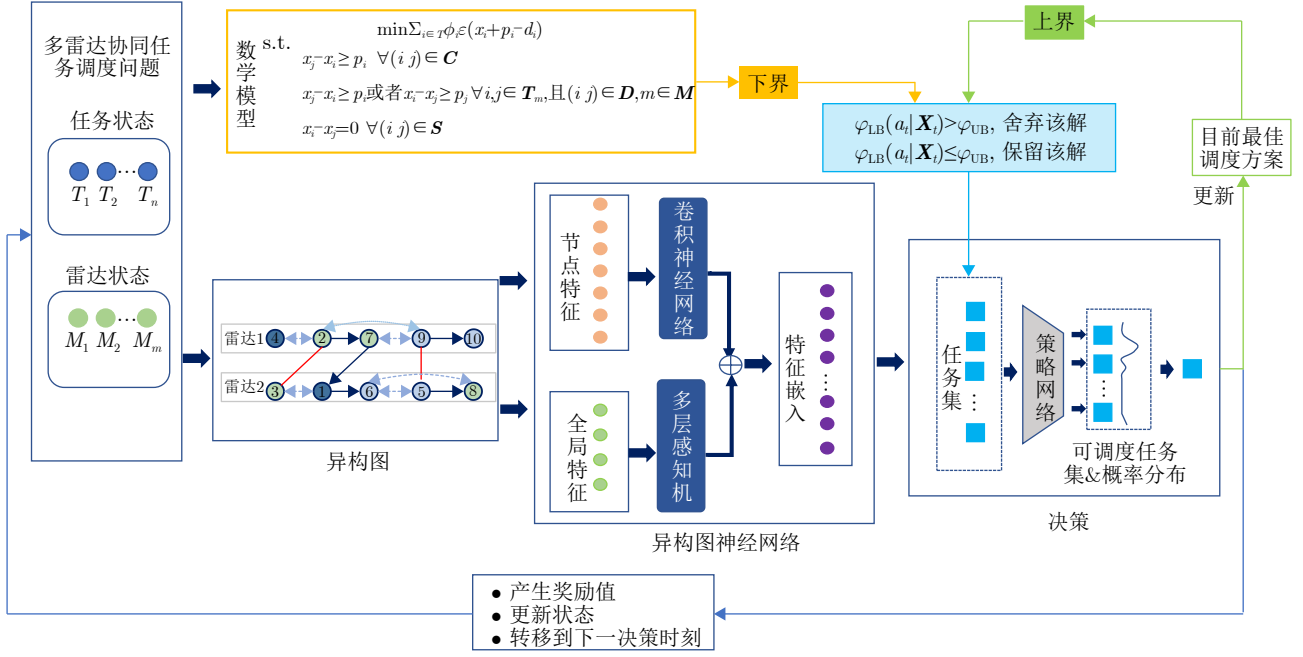 多雷达协同任
务调度问题
任务状态
T₁ T₂ ⋯ Tₙ
雷达状态
M₁ M₂ ⋯ Mₘ
数学模型
minΣ_{i∈T}ϕᵢε(xᵢ+pᵢ−dᵢ)
s.t.
xⱼ−xᵢ≥pᵢ ∀(i j)∈C
xⱼ−xᵢ≥pᵢ或者xᵢ−xⱼ≥pⱼ ∀i,j∈Tₘ,且(i j)∈D,m∈M
xᵢ−xⱼ=0 ∀(i j)∈S
下界
上界
φ_LB(aₜ|Xₜ)>φ_UB, 舍弃该解
φ_LB(aₜ|Xₜ)≤φ_UB, 保留该解
目前最佳
调度方案
更新
雷达1 4 2 7 9 10
雷达2 3 1 6 5 8
异构图
节点特征
卷积神经网络
全局特征
多层感知机
特征嵌入
⋯
异构图神经网络
任务集
⋯
策略网络
⋯
可调度任务
集&概率分布
决策
● 产生奖励值
● 更新状态
● 转移到下一决策时刻